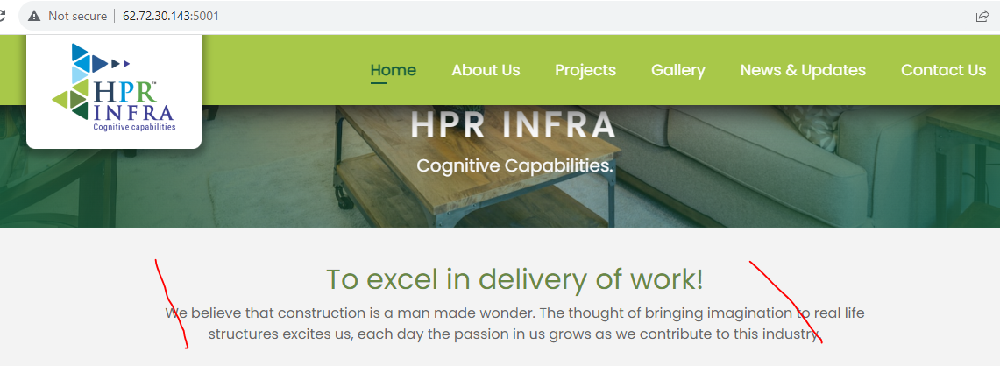 Not secure 62.72.30.143:5001
HPR™
INFRA
Cognitive capabilities
Home About Us Projects Gallery News & Updates Contact Us
HPR INFRA
Cognitive Capabilities.
To excel in delivery of work!
We believe that construction is a man made wonder. The thought of bringing imagination to real life
structures excites us, each day the passion in us grows as we contribute to this industry.